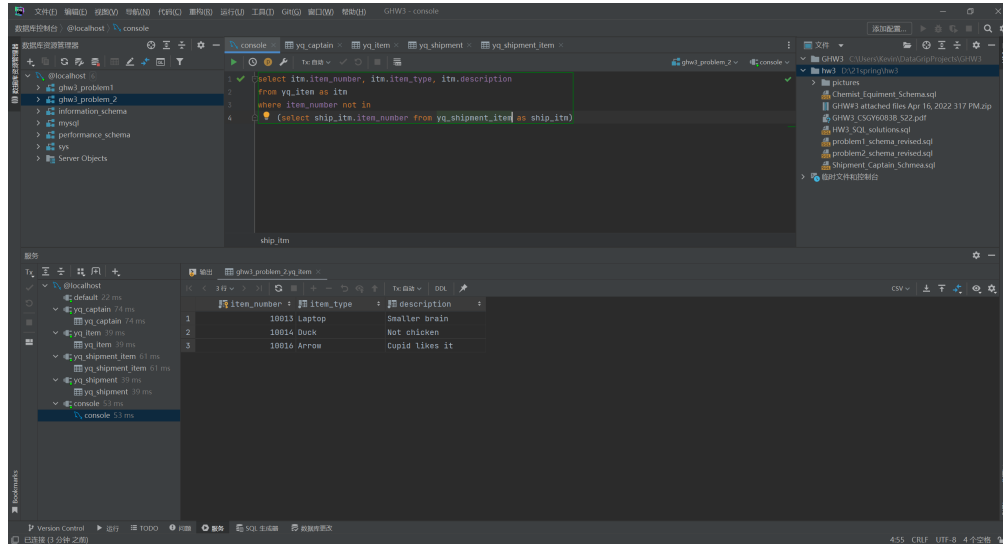 文件(F) 编辑(E) 视图(V) 导航(N) 代码(C) 重构(R) 运行(U) 工具(T) Git(G) 窗口(W) 帮助(H) GHW3 - console
数据库控制台 @localhost console 添加配置...
数据库资源管理器
console yq_captain yq_item yq_shipment yq_shipment_item
文件
Tx: 自动
ghw3_problem_2 console
@localhost
ghw3_problem1
ghw3_problem_2
information_schema
mysql
performance_schema
sys
Server Objects
1 select itm.item_number, itm.item_type, itm.description
2 from yq_item as itm
3 where item_number not in
4 (select ship_itm.item_number from yq_shipment_item as ship_itm)
ship_itm
GHW3 C:\Users\Kevin\DataGripProjects\GHW3
hw3 D:\21spring\hw3
pictures
Chemist_Equiment_Schema.sql
GHW#3 attached files Apr 16, 2022 317 PM.zip
GHW3_CSGY6083B_S22.pdf
HW3_SQL_solutions.sql
problem1_schema_revised.sql
problem2_schema_revised.sql
Shipment_Captain_Schmea.sql
临时文件和控制台
服务
Tx
@localhost
default 22 ms
yq_captain 74 ms
yq_captain 74 ms
yq_item 39 ms
yq_item 39 ms
yq_shipment_item 61 ms
yq_shipment_item 61 ms
yq_shipment 39 ms
yq_shipment 39 ms
console 53 ms
console 53 ms
输出 ghw3_problem_2.yq_item
3 行 Tx: 自动 DDL CSV
item_number item_type description
1 10013 Laptop Smaller brain
2 10014 Duck Not chicken
3 10016 Arrow Cupid likes it
Bookmarks
Version Control 运行 TODO 问题 服务 SQL 生成器 数据库更改
已连接 (3 分钟 之前) 4:55 CRLF UTF-8 4 个空格